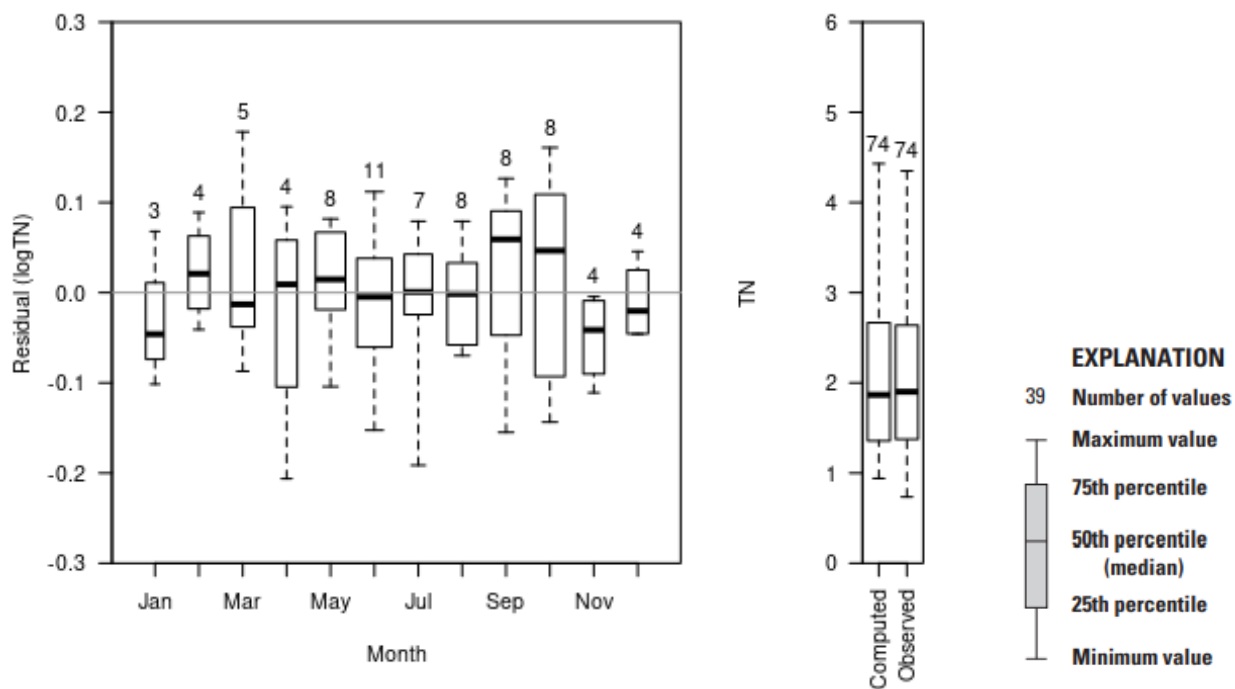 0.3
0.2
0.1
0.0
-0.1
-0.2
-0.3
Residual (logTN)
3
4
5
4
8
11
7
8
8
8
4
4
Jan
Mar
May
Jul
Sep
Nov
Month
6
5
4
3
2
1
0
TN
74
74
Computed
Observed
EXPLANATION
39 Number of values
Maximum value
75th percentile
50th percentile
(median)
25th percentile
Minimum value